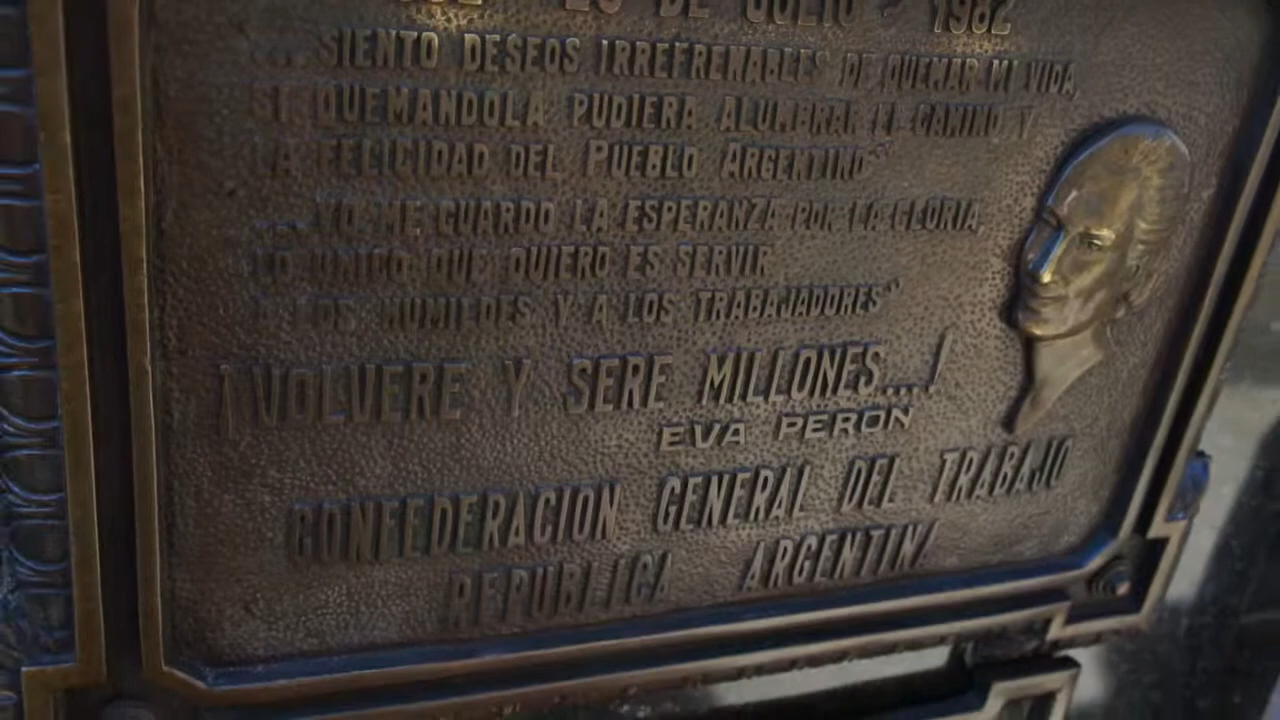 26 DE JULIO - 1982
SIENTO DESEOS IRREFRENABLES DE QUEMAR MI VIDA,
SI QUEMANDOLA PUDIERA ALUMBRAR EL CAMINO Y
LA FELICIDAD DEL PUEBLO ARGENTINO"
... YO ME GUARDO LA ESPERANZA POR LA GLORIA,
LO UNICO QUE QUIERO ES SERVIR
A LOS HUMILDES Y A LOS TRABAJADORES"
¡VOLVERE Y SERE MILLONES...!
EVA PERON
CONFEDERACION GENERAL DEL TRABAJO
REPUBLICA ARGENTINA